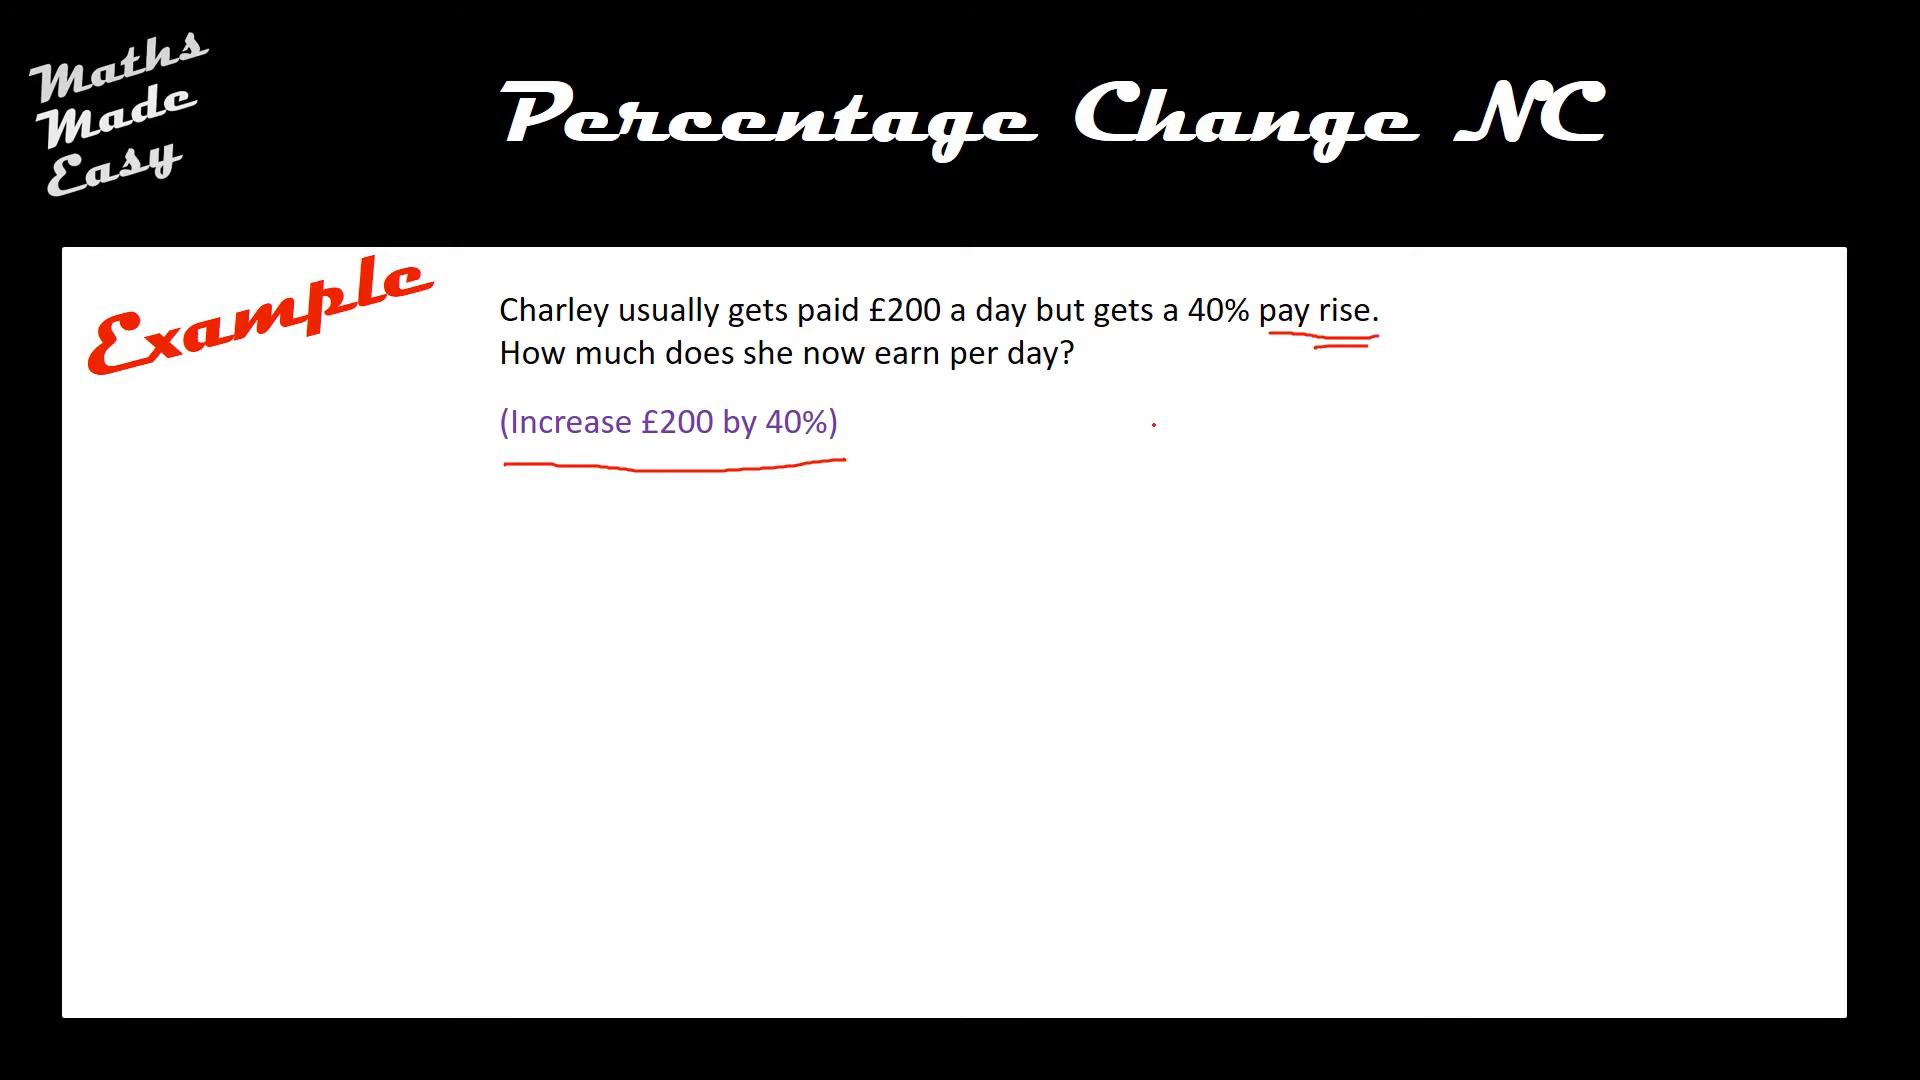 Maths
Made
Easy
Percentage Change NC
Example
Charley usually gets paid £200 a day but gets a 40% pay rise.
How much does she now earn per day?
(Increase £200 by 40%)